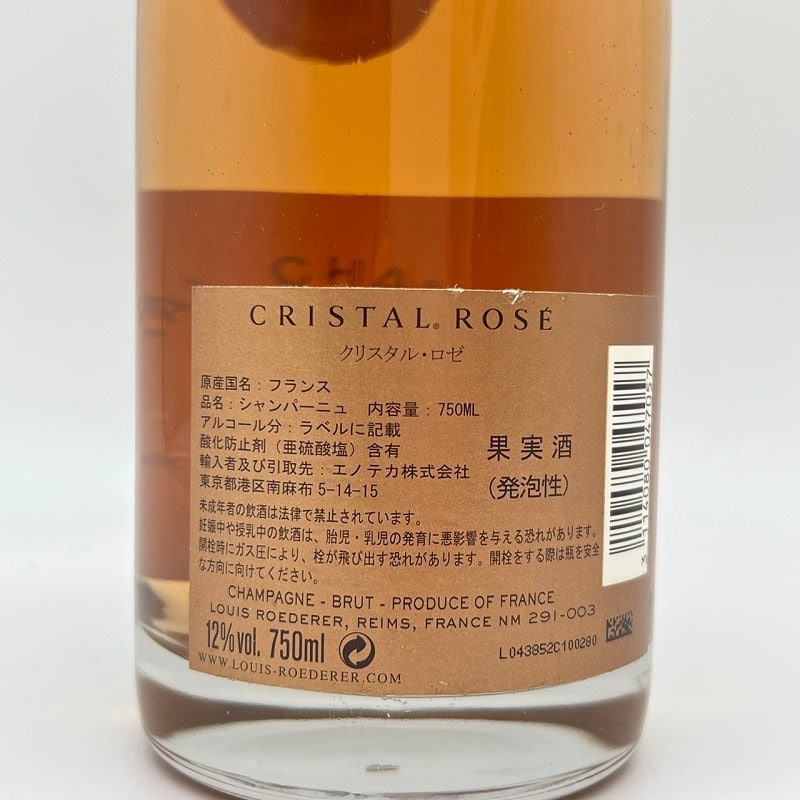 CRISTAL® ROSÉ
クリスタル・ロゼ
原産国名：フランス
品名：シャンパーニュ　内容量：750ML
アルコール分：ラベルに記載
酸化防止剤（亜硫酸塩）含有
輸入者及び引取先：エノテカ株式会社
東京都港区南麻布 5-14-15
果実酒
（発泡性）
未成年者の飲酒は法律で禁止されています。
妊娠中や授乳中の飲酒は、胎児・乳児の発育に悪影響を与える恐れがあります。
開栓時にガス圧により、栓が飛び出す恐れがあります。開栓をする際は瓶を安全
な方向に向けてください。
CHAMPAGNE - BRUT - PRODUCE OF FRANCE
LOUIS ROEDERER, REIMS, FRANCE NM 291-003
12%vol. 750ml
L043852C100280
WWW.LOUIS-ROEDERER.COM
3 114080 047057